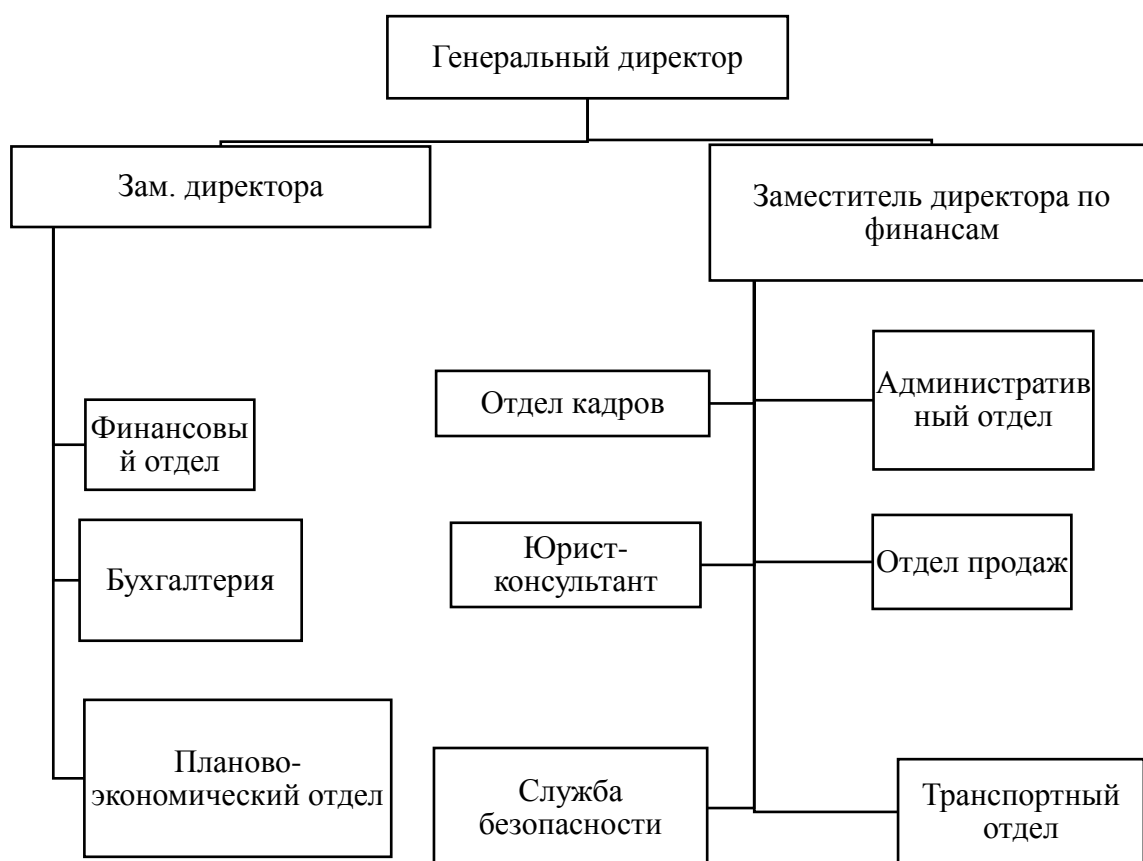 Генеральный директор
Зам. директора
Заместитель директора по
финансам
Финансовы
й отдел
Бухгалтерия
Планово-
экономический отдел
Отдел кадров
Юрист-
консультант
Служба
безопасности
Административ
ный отдел
Отдел продаж
Транспортный
отдел